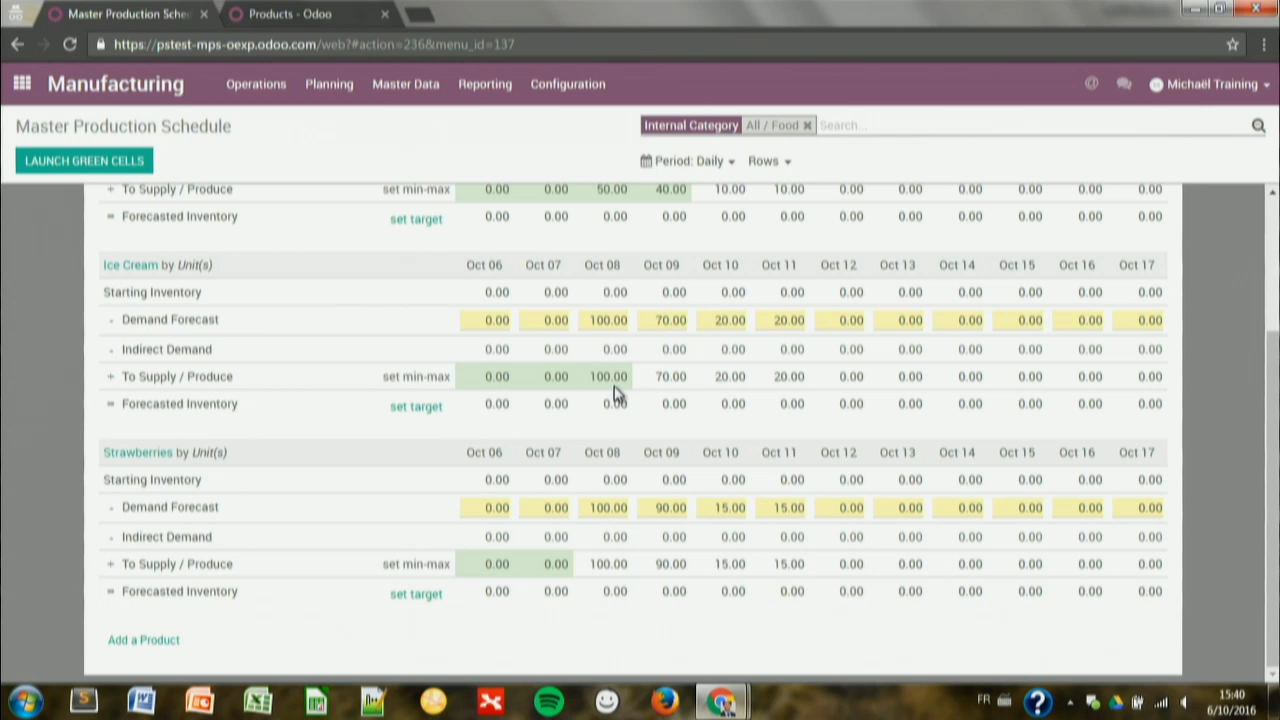 Master Production Sche
Products - Odoo
https://pstest-mps-oexp.odoo.com/web?#action=236&menu_id=137
Manufacturing Operations Planning Master Data Reporting Configuration @ Michaël Training
Master Production Schedule Internal Category All / Food × Search...
LAUNCH GREEN CELLS Period: Daily Rows
+ To Supply / Produce set min-max 0.00 0.00 50.00 40.00 10.00 10.00 0.00 0.00 0.00 0.00 0.00 0.00
= Forecasted Inventory set target 0.00 0.00 0.00 0.00 0.00 0.00 0.00 0.00 0.00 0.00 0.00 0.00
Ice Cream by Unit(s) Oct 06 Oct 07 Oct 08 Oct 09 Oct 10 Oct 11 Oct 12 Oct 13 Oct 14 Oct 15 Oct 16 Oct 17
Starting Inventory 0.00 0.00 0.00 0.00 0.00 0.00 0.00 0.00 0.00 0.00 0.00 0.00
- Demand Forecast 0.00 0.00 100.00 70.00 20.00 20.00 0.00 0.00 0.00 0.00 0.00 0.00
- Indirect Demand 0.00 0.00 0.00 0.00 0.00 0.00 0.00 0.00 0.00 0.00 0.00 0.00
+ To Supply / Produce set min-max 0.00 0.00 100.00 70.00 20.00 20.00 0.00 0.00 0.00 0.00 0.00 0.00
= Forecasted Inventory set target 0.00 0.00 0.00 0.00 0.00 0.00 0.00 0.00 0.00 0.00 0.00 0.00
Strawberries by Unit(s) Oct 06 Oct 07 Oct 08 Oct 09 Oct 10 Oct 11 Oct 12 Oct 13 Oct 14 Oct 15 Oct 16 Oct 17
Starting Inventory 0.00 0.00 0.00 0.00 0.00 0.00 0.00 0.00 0.00 0.00 0.00 0.00
- Demand Forecast 0.00 0.00 100.00 90.00 15.00 15.00 0.00 0.00 0.00 0.00 0.00 0.00
- Indirect Demand 0.00 0.00 0.00 0.00 0.00 0.00 0.00 0.00 0.00 0.00 0.00 0.00
+ To Supply / Produce set min-max 0.00 0.00 100.00 90.00 15.00 15.00 0.00 0.00 0.00 0.00 0.00 0.00
= Forecasted Inventory set target 0.00 0.00 0.00 0.00 0.00 0.00 0.00 0.00 0.00 0.00 0.00 0.00
Add a Product
FR
15:40
6/10/2016